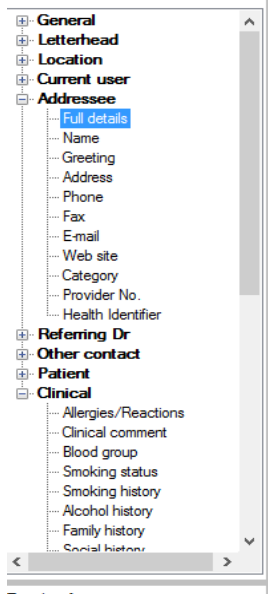 General
Letterhead
Location
Current user
Addressee
Full details
Name
Greeting
Address
Phone
Fax
E-mail
Web site
Category
Provider No.
Health Identifier
Referring Dr
Other contact
Patient
Clinical
Allergies/Reactions
Clinical comment
Blood group
Smoking status
Smoking history
Alcohol history
Family history
Social history